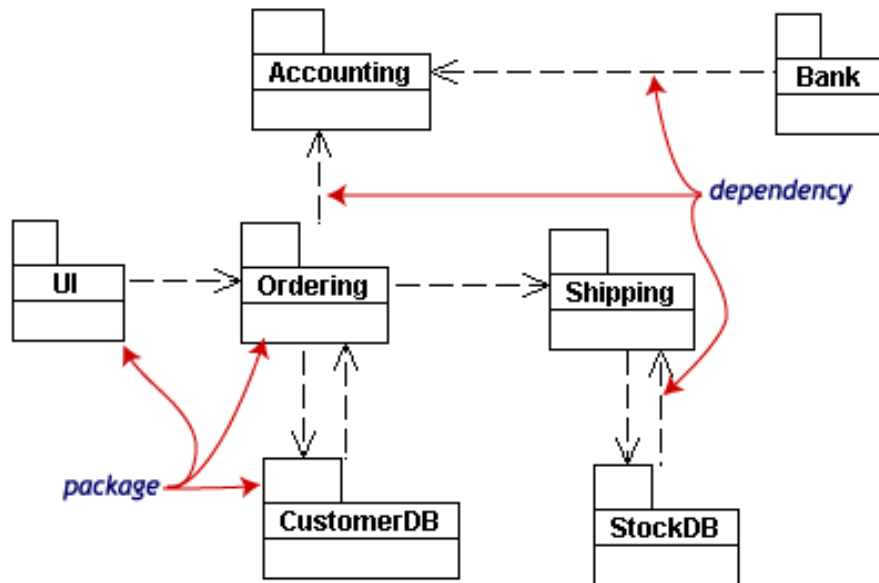 Accounting
Bank
dependency
UI
Ordering
Shipping
package
CustomerDB
StockDB